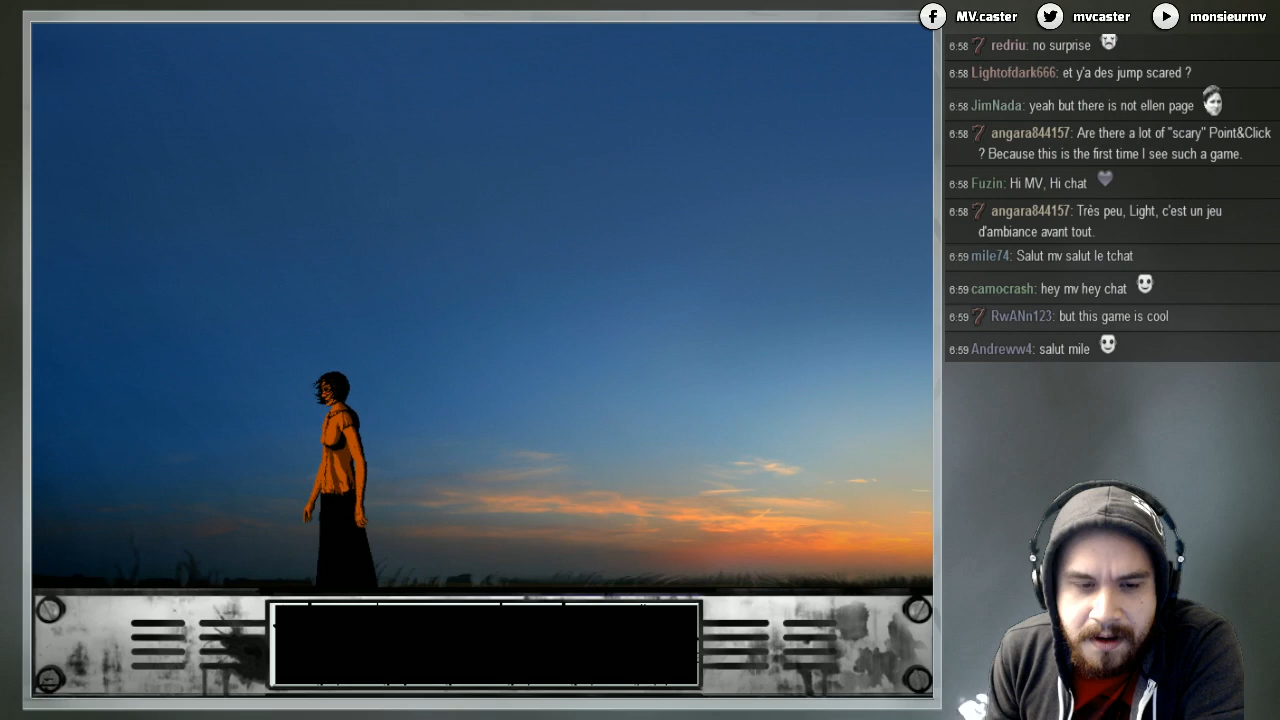 MV.caster mvcaster monsieurmv
6:58 redriu: no surprise
6:58 Lightofdark666: et y'a des jump scared ?
6:58 JimNada: yeah but there is not ellen page
6:58 angara844157: Are there a lot of "scary" Point&Click
? Because this is the first time I see such a game.
6:58 Fuzin: Hi MV, Hi chat
6:58 angara844157: Très peu, Light, c'est un jeu
d'ambiance avant tout.
6:59 mile74: Salut mv salut le tchat
6:59 camocrash: hey mv hey chat
6:59 RwANn123: but this game is cool
6:59 Andreww4: salut mile